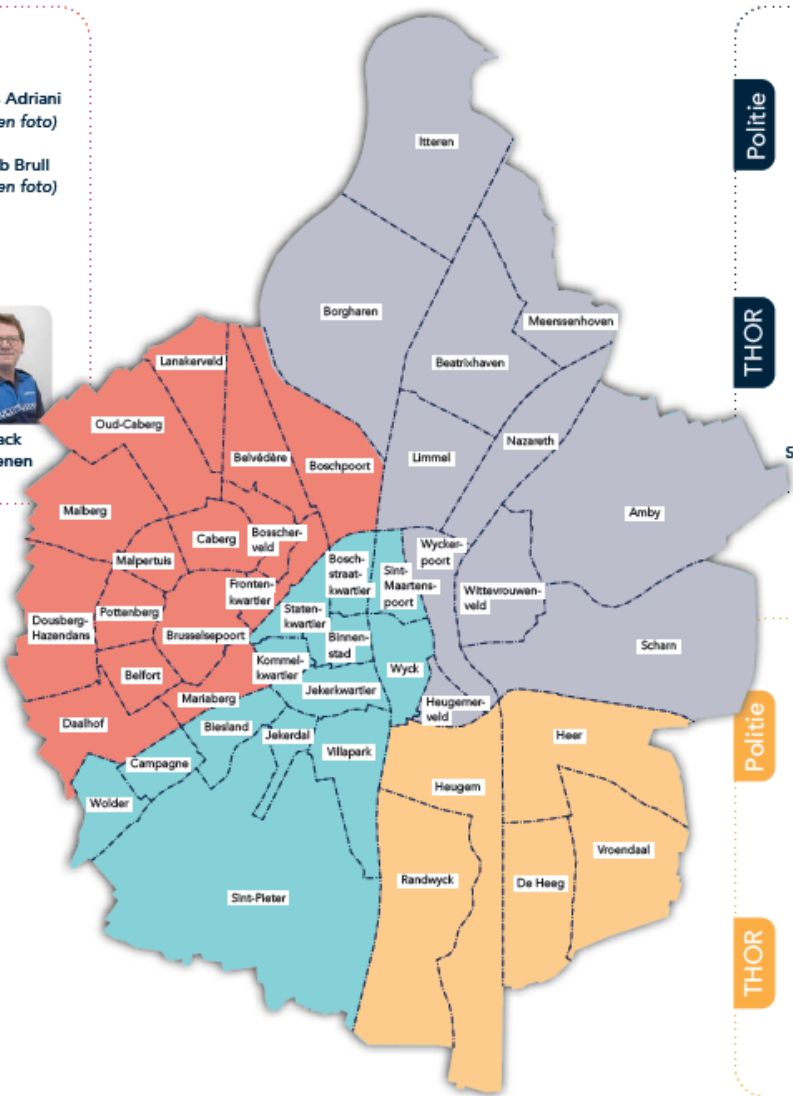 Adriani
en foto)
b Brull
en foto)
ack
enen
Politie
THOR
S
Politie
THOR
Itteren
Borgharen
Meerssenhoven
Beatrixhaven
Lanakerveld
Oud-Caberg
Nazareth
Belvédère
Boschpoort
Limmel
Malberg
Amby
Caberg
Bosscher-
veld
Malpertuis
Wycker-
poort
Bosch-
straat-
kwartier
Sint-
Maartens-
poort
Fronten-
kwartier
Wittevrouwen-
veld
Pottenberg
Staten-
kwartier
Dousberg-
Hazendans
Brusselsepoort
Binnen-
stad
Scharn
Kommel-
kwartier
Wyck
Belfort
Jekerkwartier
Mariaberg
Heugemer-
veld
Daalhof
Biesland
Jekerdal
Heer
Villapark
Campagne
Heugem
Wolder
Vroendaal
Randwyck
De Heeg
Sint-Pieter